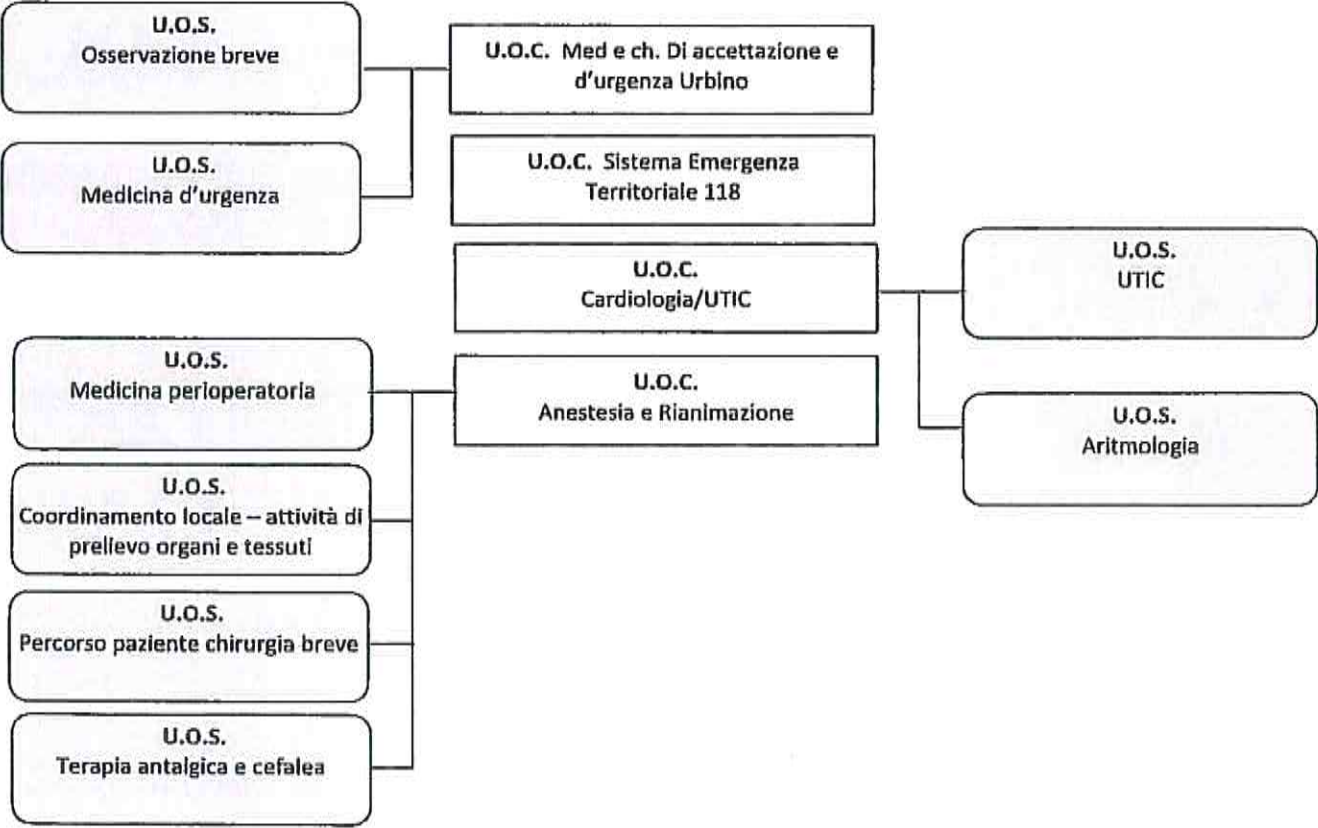 U.O.S.
Osservazione breve
U.O.S.
Medicina d'urgenza
U.O.C. Med e ch. Di accettazione e
d'urgenza Urbino
U.O.C. Sistema Emergenza
Territoriale 118
U.O.C.
Cardiologia/UTIC
U.O.S.
UTIC
U.O.S.
Aritmologia
U.O.C.
Anestesia e Rianimazione
U.O.S.
Medicina perioperatoria
U.O.S.
Coordinamento locale – attività di
prelievo organi e tessuti
U.O.S.
Percorso paziente chirurgia breve
U.O.S.
Terapia antalgica e cefalea